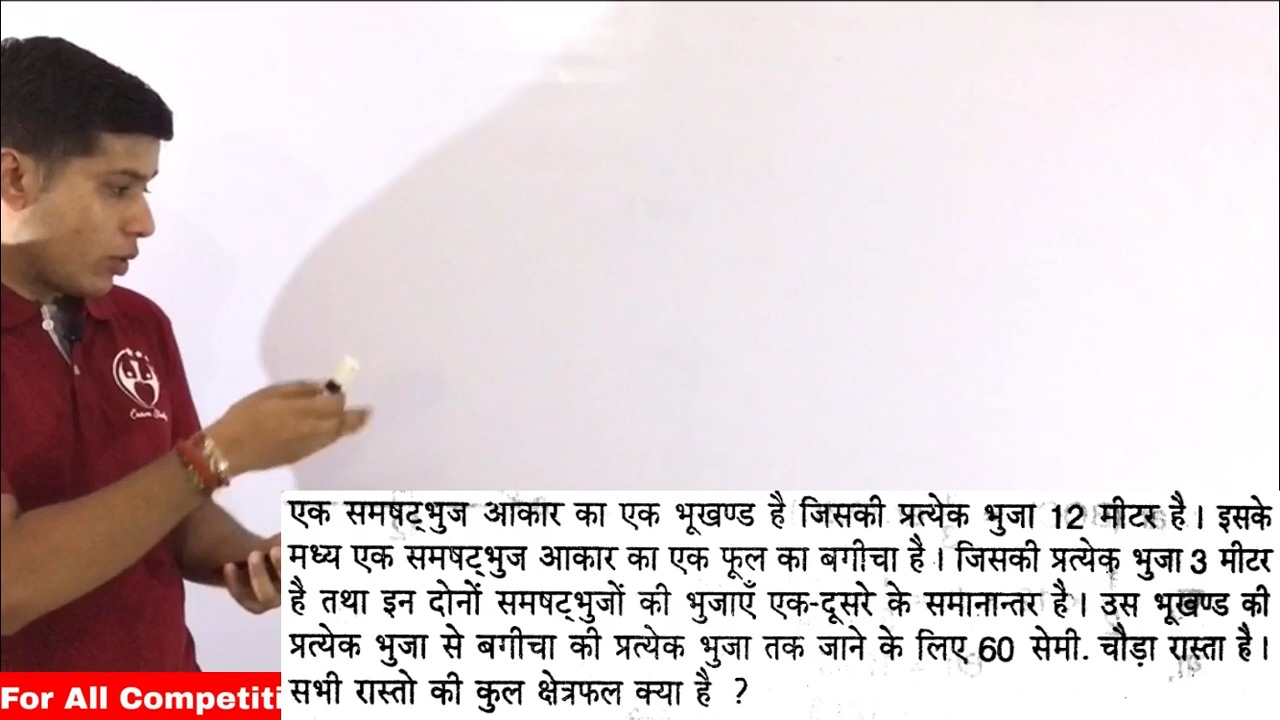 एक समषट्भुज आकार का एक भूखण्ड है जिसकी प्रत्येक भुजा 12 मीटर है। इसके
मध्य एक समषट्भुज आकार का एक फूल का बगीचा है। जिसकी प्रत्येक भुजा 3 मीटर
है तथा इन दोनों समषट्भुजों की भुजाएँ एक-दूसरे के समानान्तर है। उस भूखण्ड की
प्रत्येक भुजा से बगीचा की प्रत्येक भुजा तक जाने के लिए 60 सेमी. चौड़ा रास्ता है।
सभी रास्तो की कुल क्षेत्रफल क्या है ?
For All Competiti